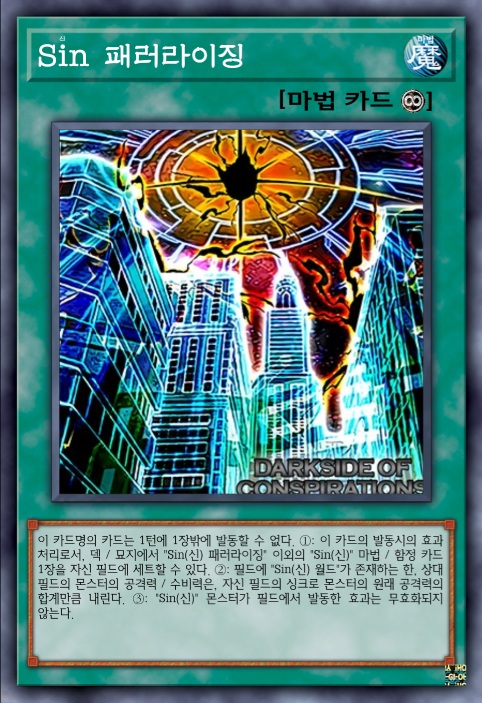 신
Sin 패러라이징
마법
魔
[마법 카드 ]
DARKSIDE OF
CONSPIRATIONS
이 카드명의 카드는 1턴에 1장밖에 발동할 수 없다. ①: 이 카드의 발동시의 효과
처리로서, 덱 / 묘지에서 "Sin(신) 패러라이징" 이외의 "Sin(신)" 마법 / 함정 카드
1장을 자신 필드에 세트할 수 있다. ②: 필드에 "Sin(신) 월드"가 존재하는 한, 상대
필드의 몬스터의 공격력 / 수비력은, 자신 필드의 싱크로 몬스터의 원래 공격력의
합계만큼 내린다. ③: "Sin(신)" 몬스터가 필드에서 발동한 효과는 무효화되지
않는다.